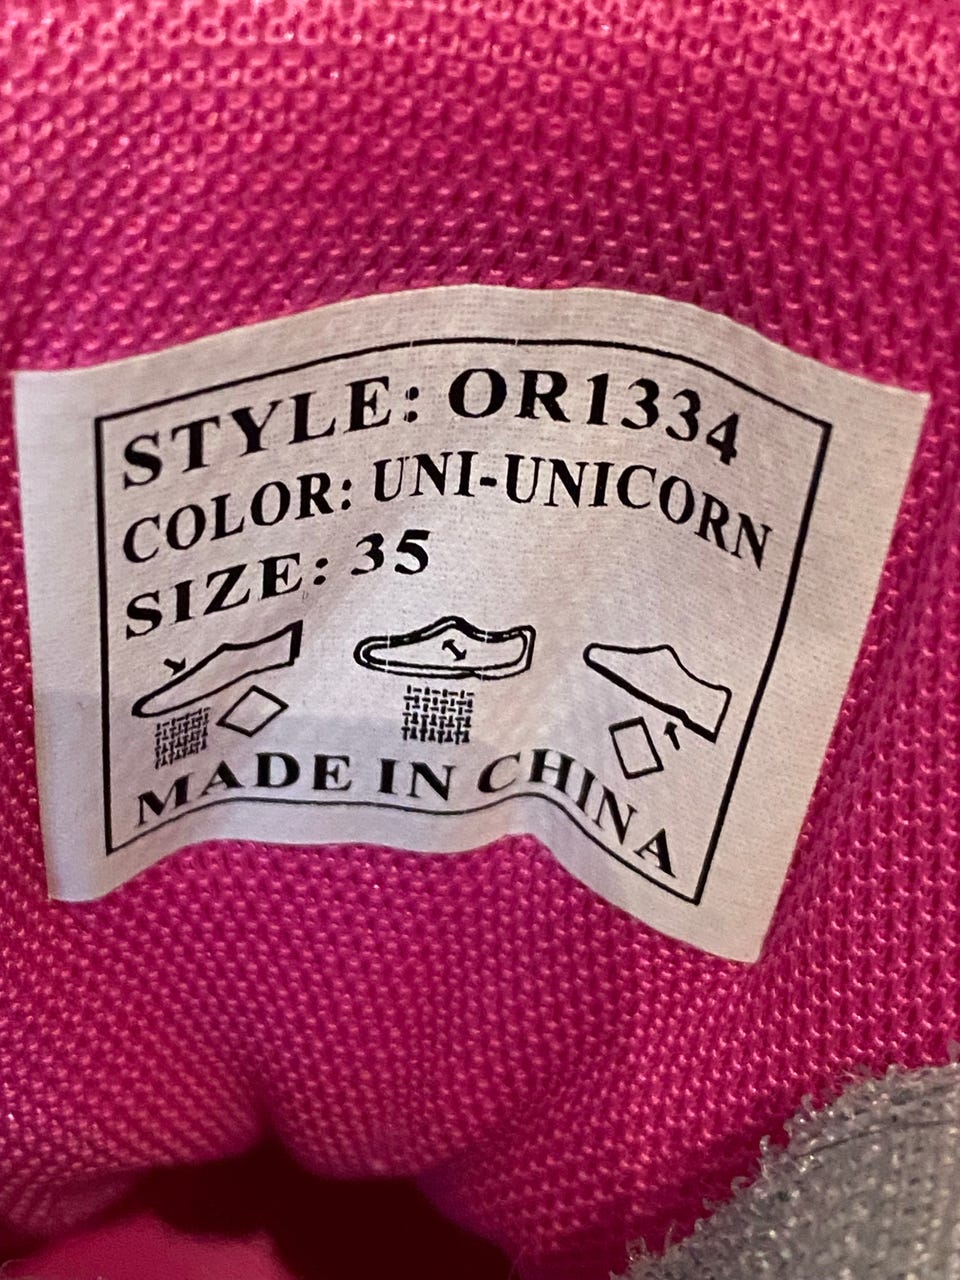 STYLE: OR1334
COLOR: UNI-UNICORN
SIZE: 35
MADE IN CHINA